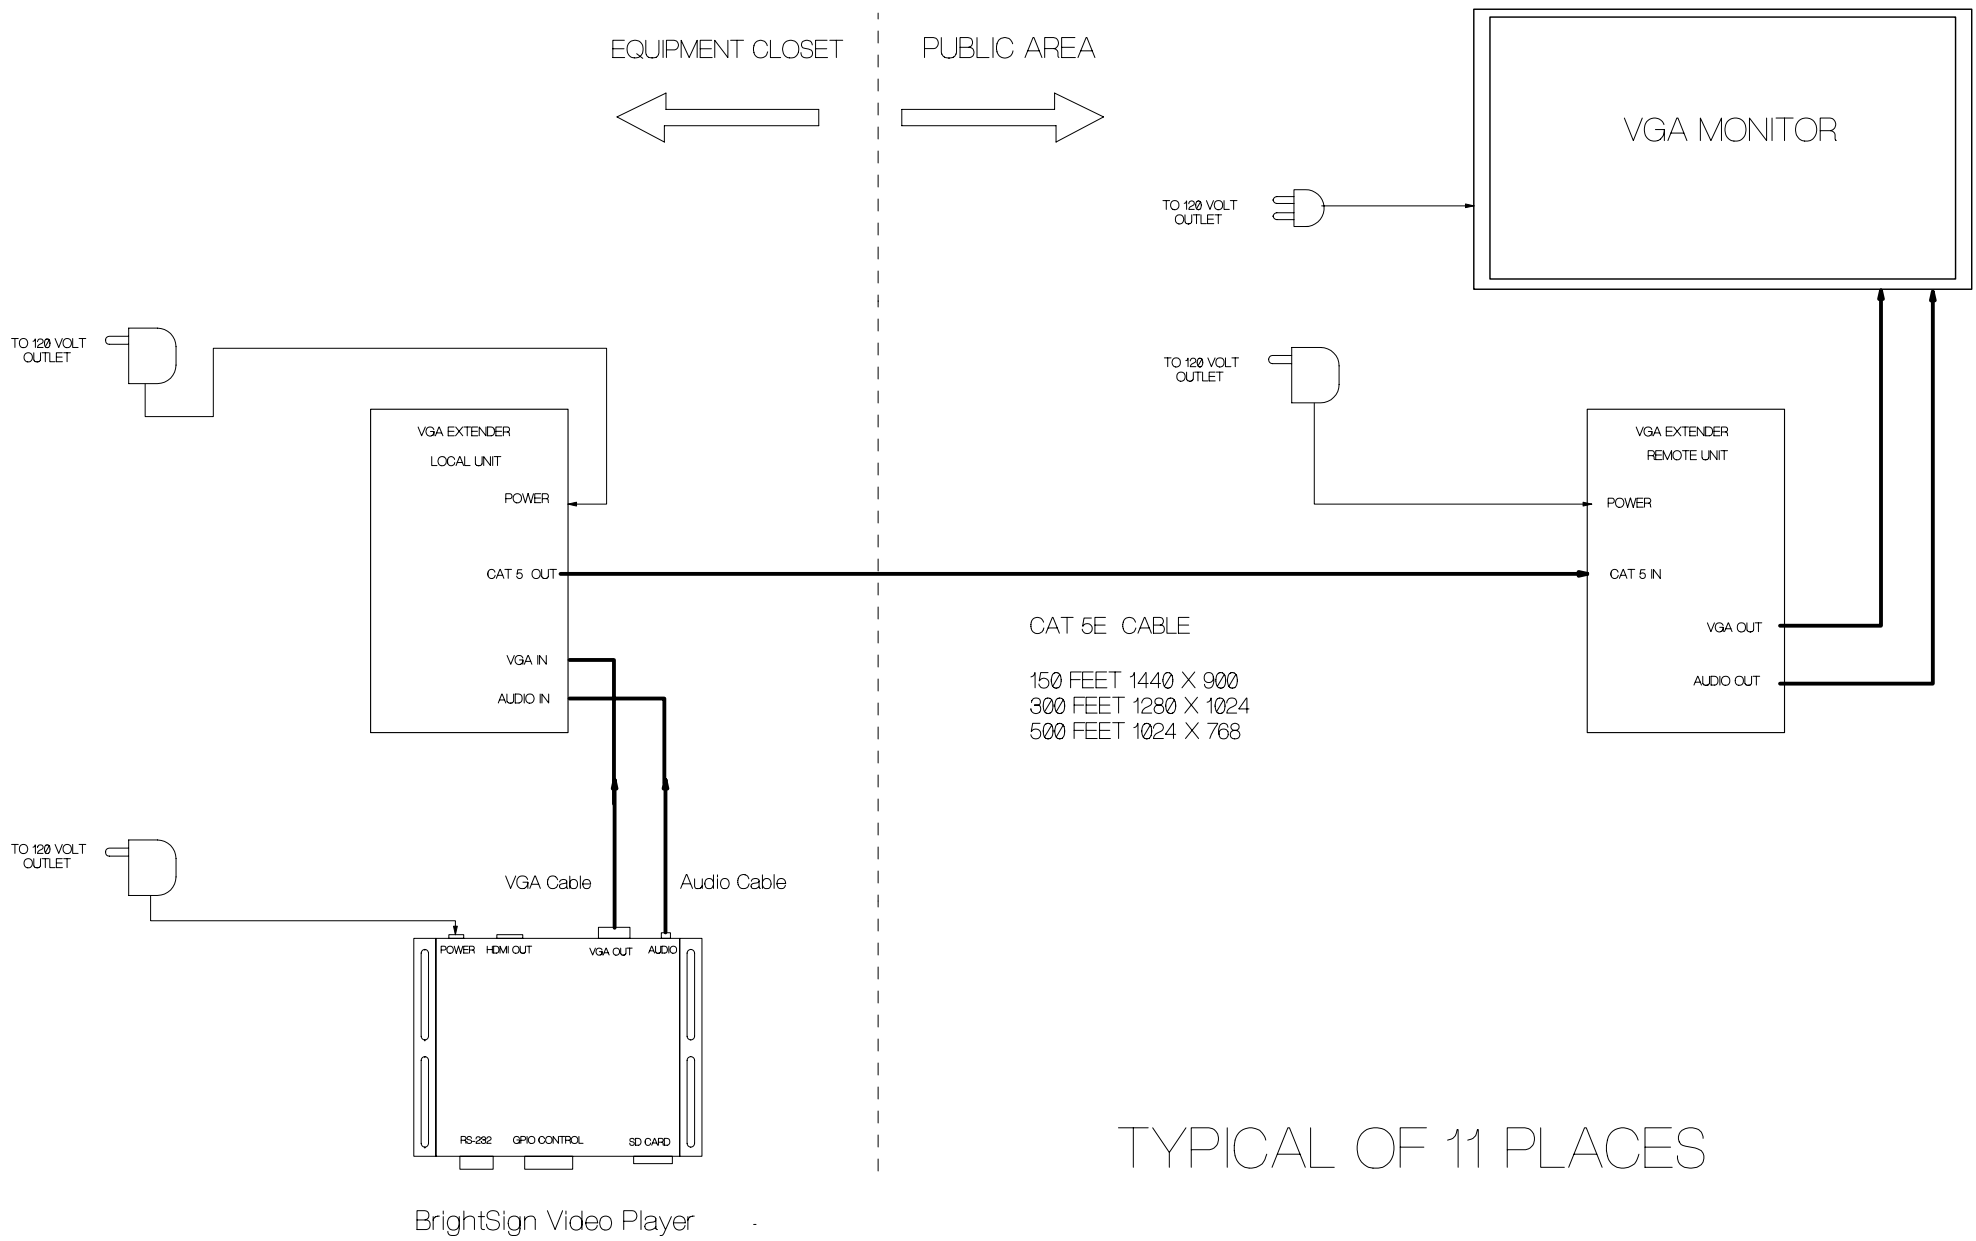 EQUIPMENT CLOSET
PUBLIC AREA
VGA MONITOR
TO 120 VOLT
OUTLET
TO 120 VOLT
OUTLET
TO 120 VOLT
OUTLET
VGA EXTENDER
LOCAL UNIT
POWER
CAT 5 OUT
VGA IN
AUDIO IN
VGA EXTENDER
REMOTE UNIT
POWER
CAT 5 IN
VGA OUT
AUDIO OUT
CAT 5E CABLE
150 FEET 1440 X 900
300 FEET 1280 X 1024
500 FEET 1024 X 768
TO 120 VOLT
OUTLET
VGA Cable
Audio Cable
POWER
HDMI OUT
VGA OUT
AUDIO
RS-232
GPIO CONTROL
SD CARD
TYPICAL OF 11 PLACES
BrightSign Video Player
-